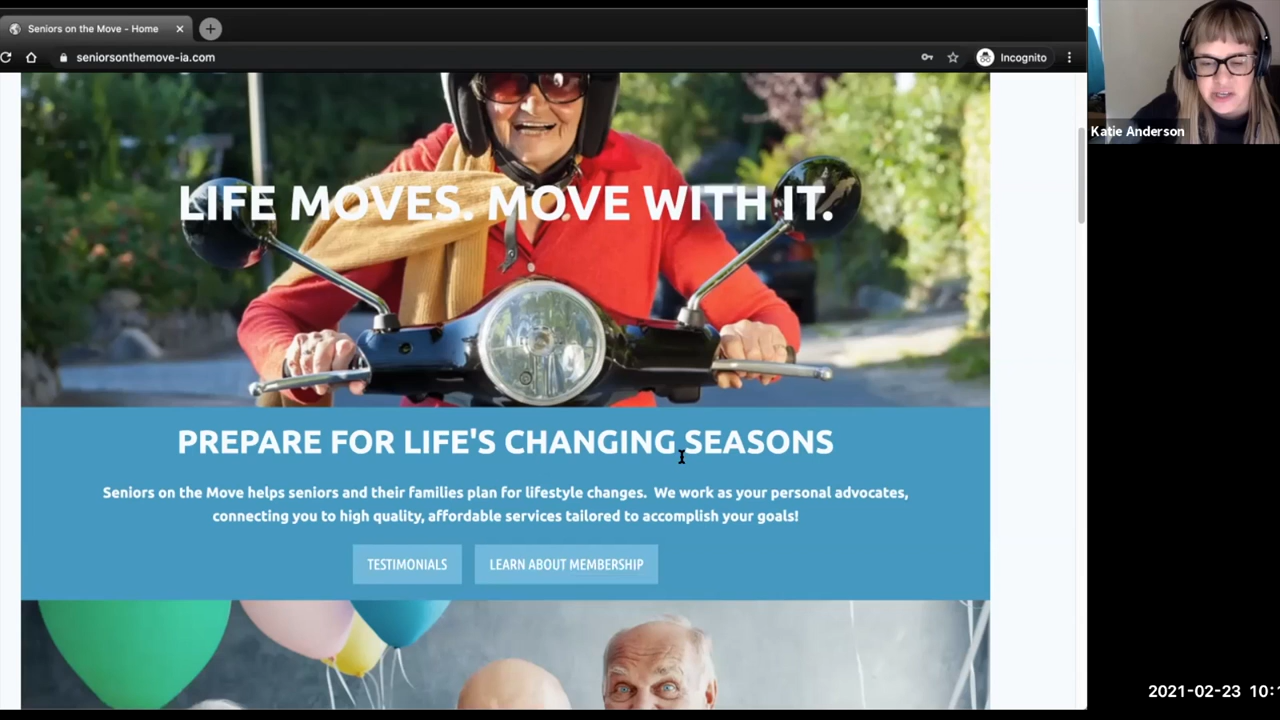 Seniors on the Move - Home
seniorsonthemove-ia.com
Incognito
Katie Anderson
LIFE MOVES. MOVE WITH IT.
PREPARE FOR LIFE'S CHANGING SEASONS
Seniors on the Move helps seniors and their families plan for lifestyle changes. We work as your personal advocates,
connecting you to high quality, affordable services tailored to accomplish your goals!
TESTIMONIALS
LEARN ABOUT MEMBERSHIP
2021-02-23 10:1